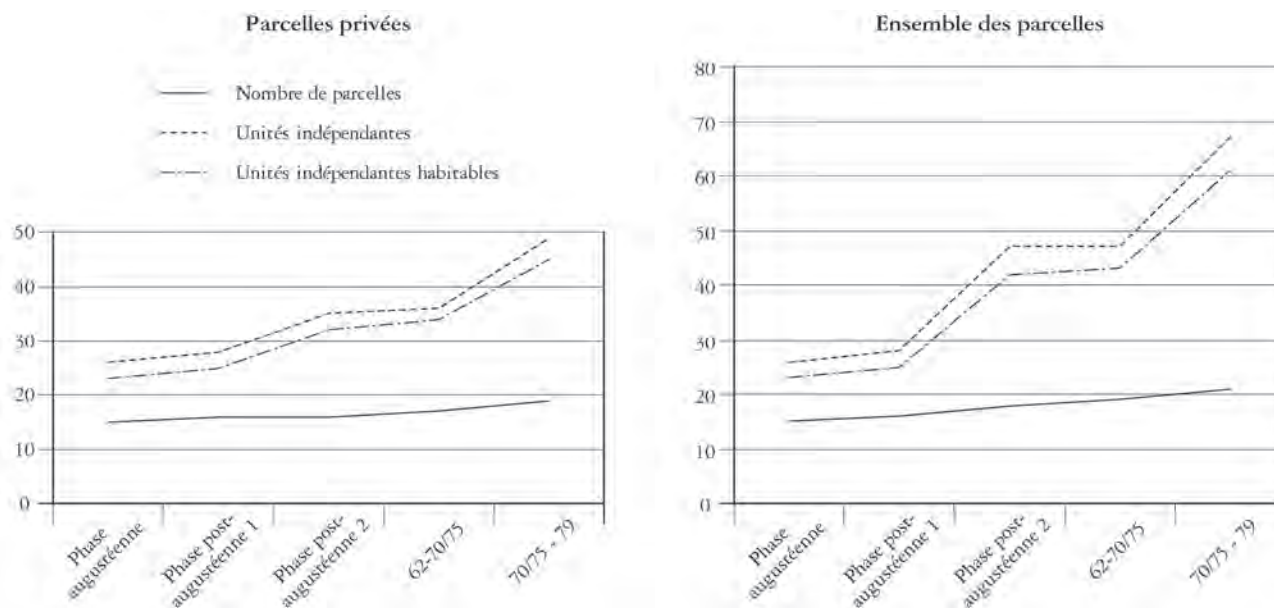 Parcelles privées
Nombre de parcelles
Unités indépendantes
Unités indépendantes habitables
50
40
30
20
10
0
Phase
augustéenne
Phase post-
augustéenne 1
Phase post-
augustéenne 2
62-70/75
70/75 - 79
Ensemble des parcelles
80
70
60
50
40
30
20
10
0
Phase
augustéenne
Phase post-
augustéenne 1
Phase post-
augustéenne 2
62-70/75
70/75 - 79